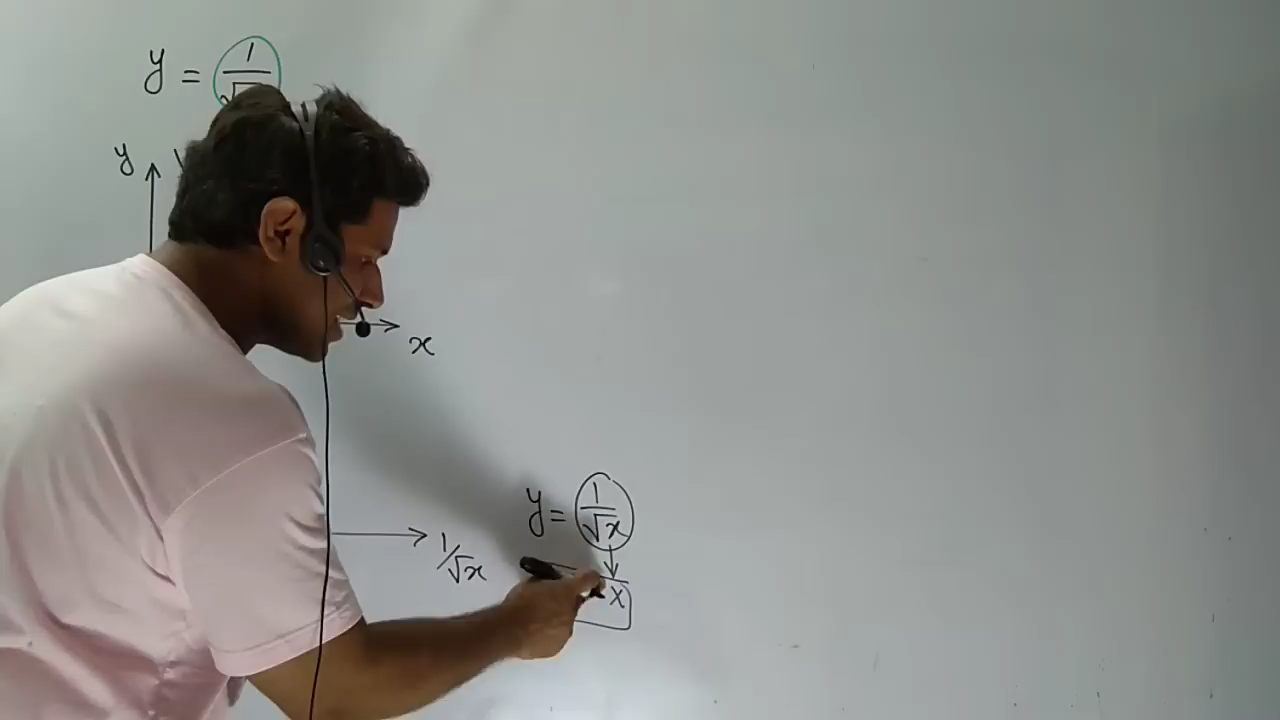 y = 1/√
y
x
1/√x
y = 1/√x
X